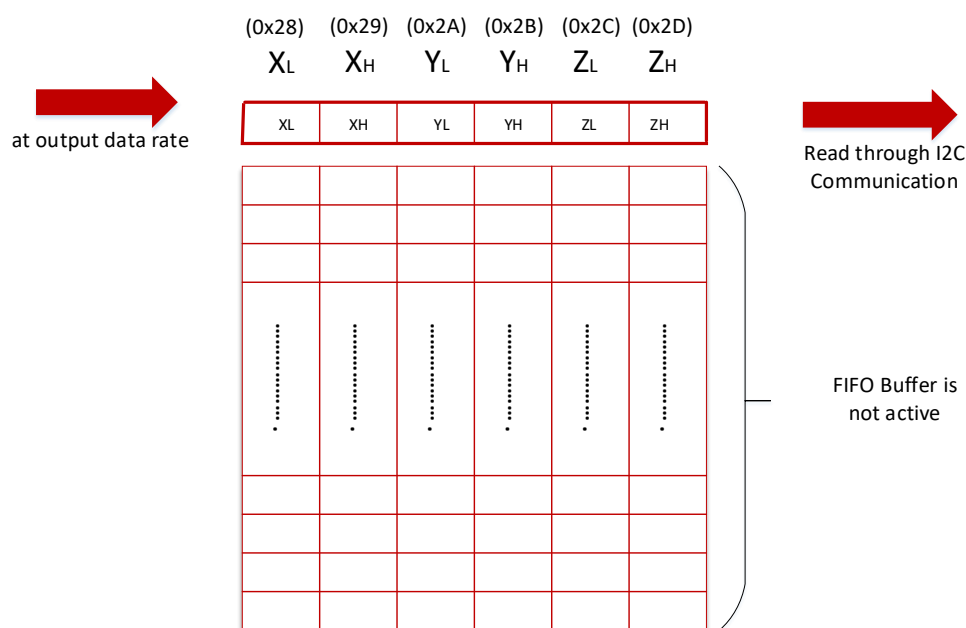 (0x28) (0x29) (0x2A) (0x2B) (0x2C) (0x2D)
XL XH YL YH ZL ZH
at output data rate
XL XH YL YH ZL ZH
Read through I2C
Communication
FIFO Buffer is
not active